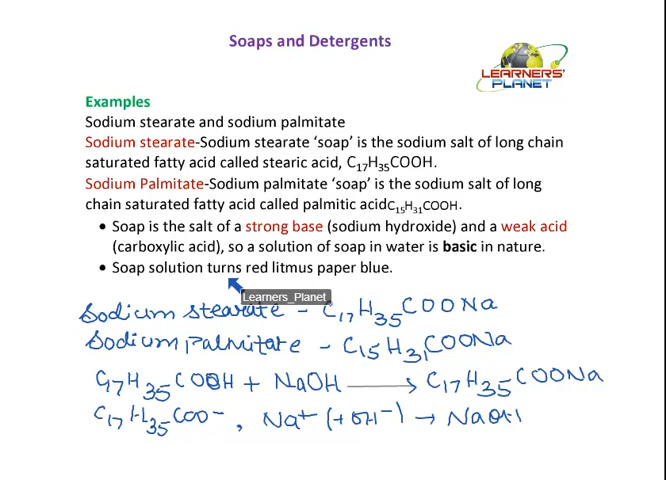 Soaps and Detergents
LEARNERS'
PLANET
Examples
Sodium stearate and sodium palmitate
Sodium stearate-Sodium stearate ‘soap’ is the sodium salt of long chain
saturated fatty acid called stearic acid, C₁₇H₃₅COOH.
Sodium Palmitate-Sodium palmitate ‘soap’ is the sodium salt of long
chain saturated fatty acid called palmitic acidC₁₅H₃₁COOH.
• Soap is the salt of a strong base (sodium hydroxide) and a weak acid
(carboxylic acid), so a solution of soap in water is basic in nature.
• Soap solution turns red litmus paper blue.
Learners_Planet
Sodium stearate - C₁₇H₃₅COONa
Sodium palmitate - C₁₅H₃₁COONa
C₁₇H₃₅COOH + NaOH → C₁₇H₃₅COONa
C₁₇H₃₅COO⁻, Na⁺ (+OH⁻) → NaOH